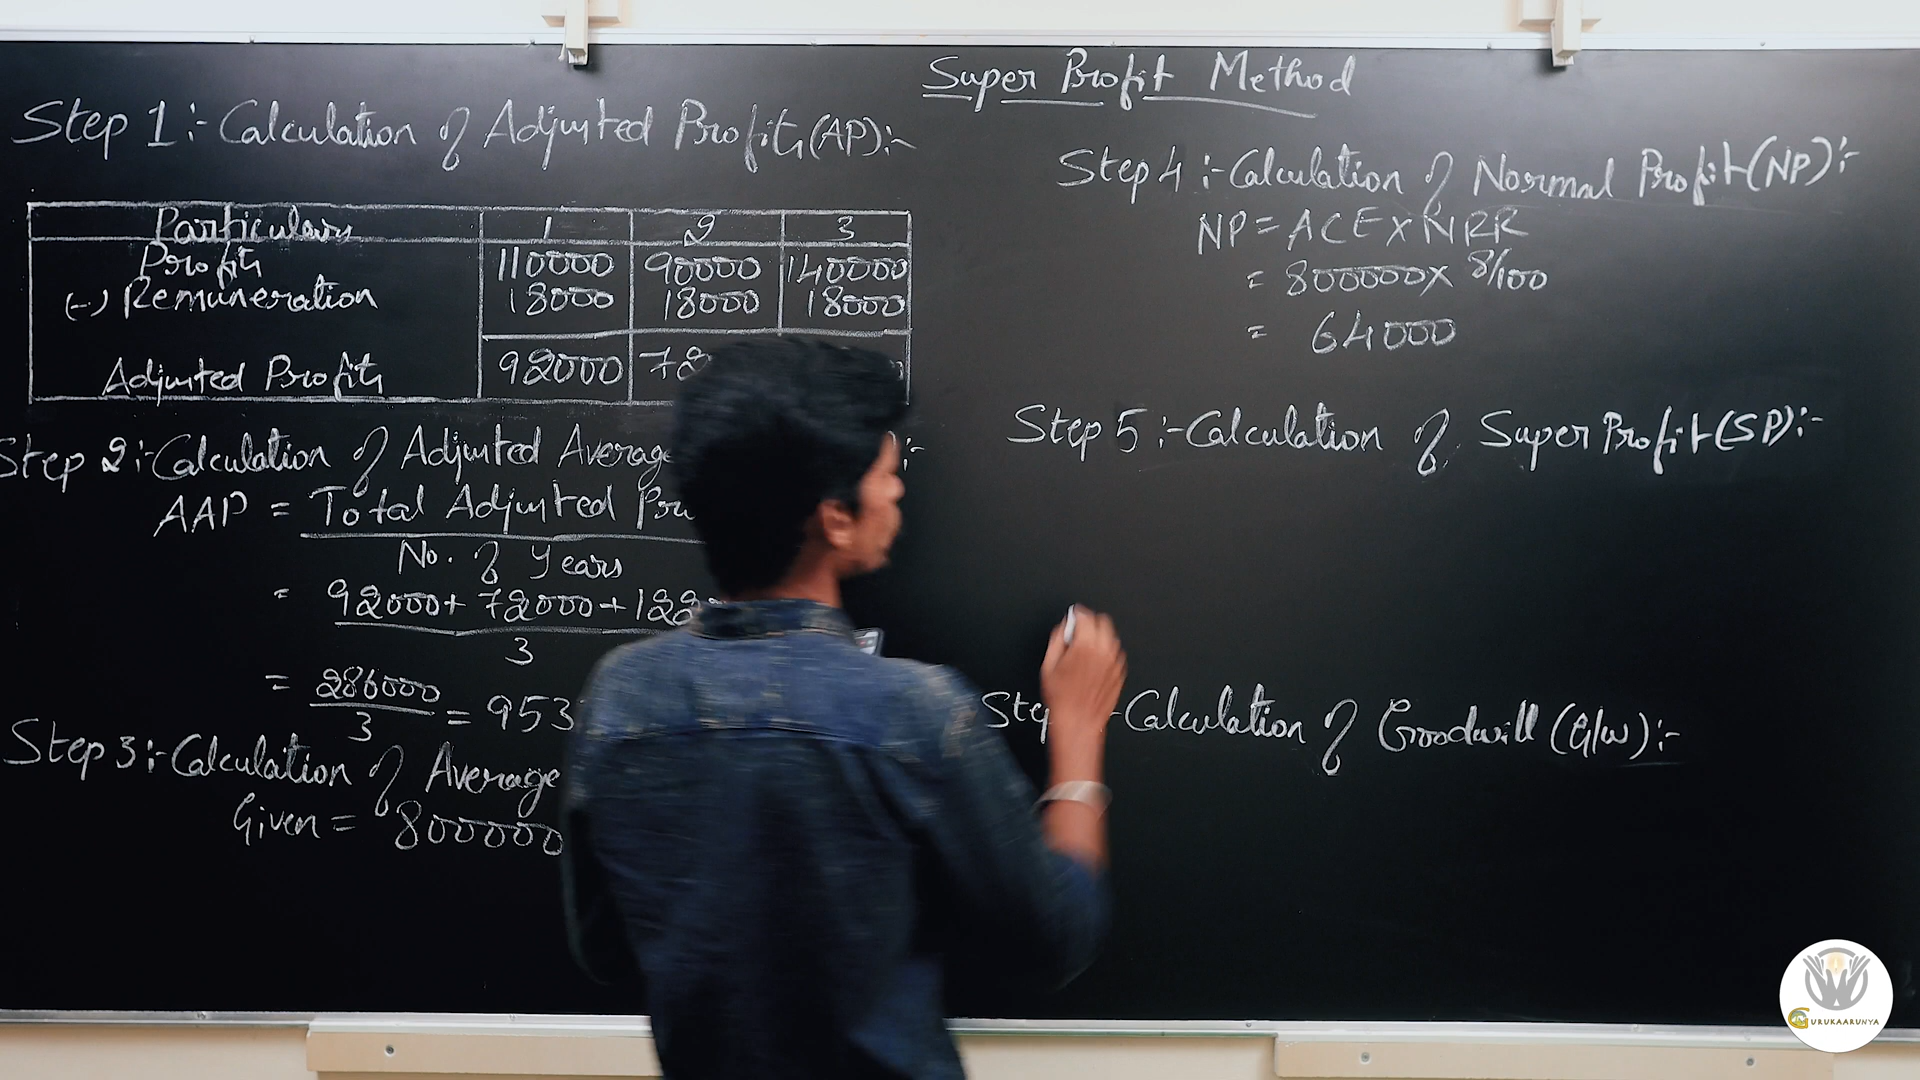 Super Profit Method
Step 1:- Calculation of Adjusted Profit(AP):-
Particulars 1 2 3
Profit 110000 90000 140000
(-) Remuneration 18000 18000 18000
Adjusted Profit 92000
Step 2:- Calculation of Adjusted Average
AAP = Total Adjusted
No. of Years
= 92000+ 72000+
3
= 286000
3
Step 3:- Calculation of Average
Given = 800000
Step 4 :- Calculation of Normal Profit(NP):-
NP = ACE X NRR
= 800000 X 8/100
= 64000
Step 5 :- Calculation of Super Profit(SP):-
Calculation of Goodwill (G/w):-
GURUKAARUNYA